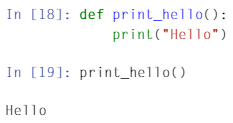 In [18]: def print_hello():
print("Hello")
In [19]: print_hello()
Hello